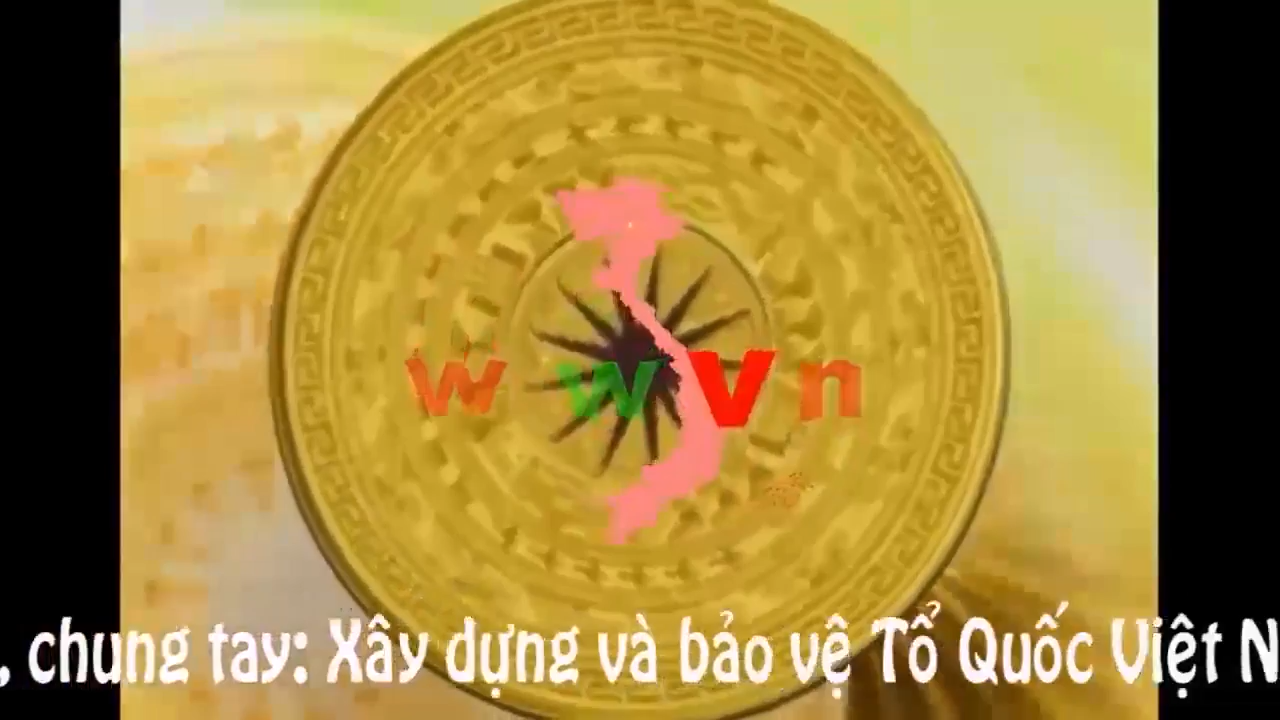 w w v n
, chung tay: Xây dựng và bảo vệ Tổ Quốc Việt N